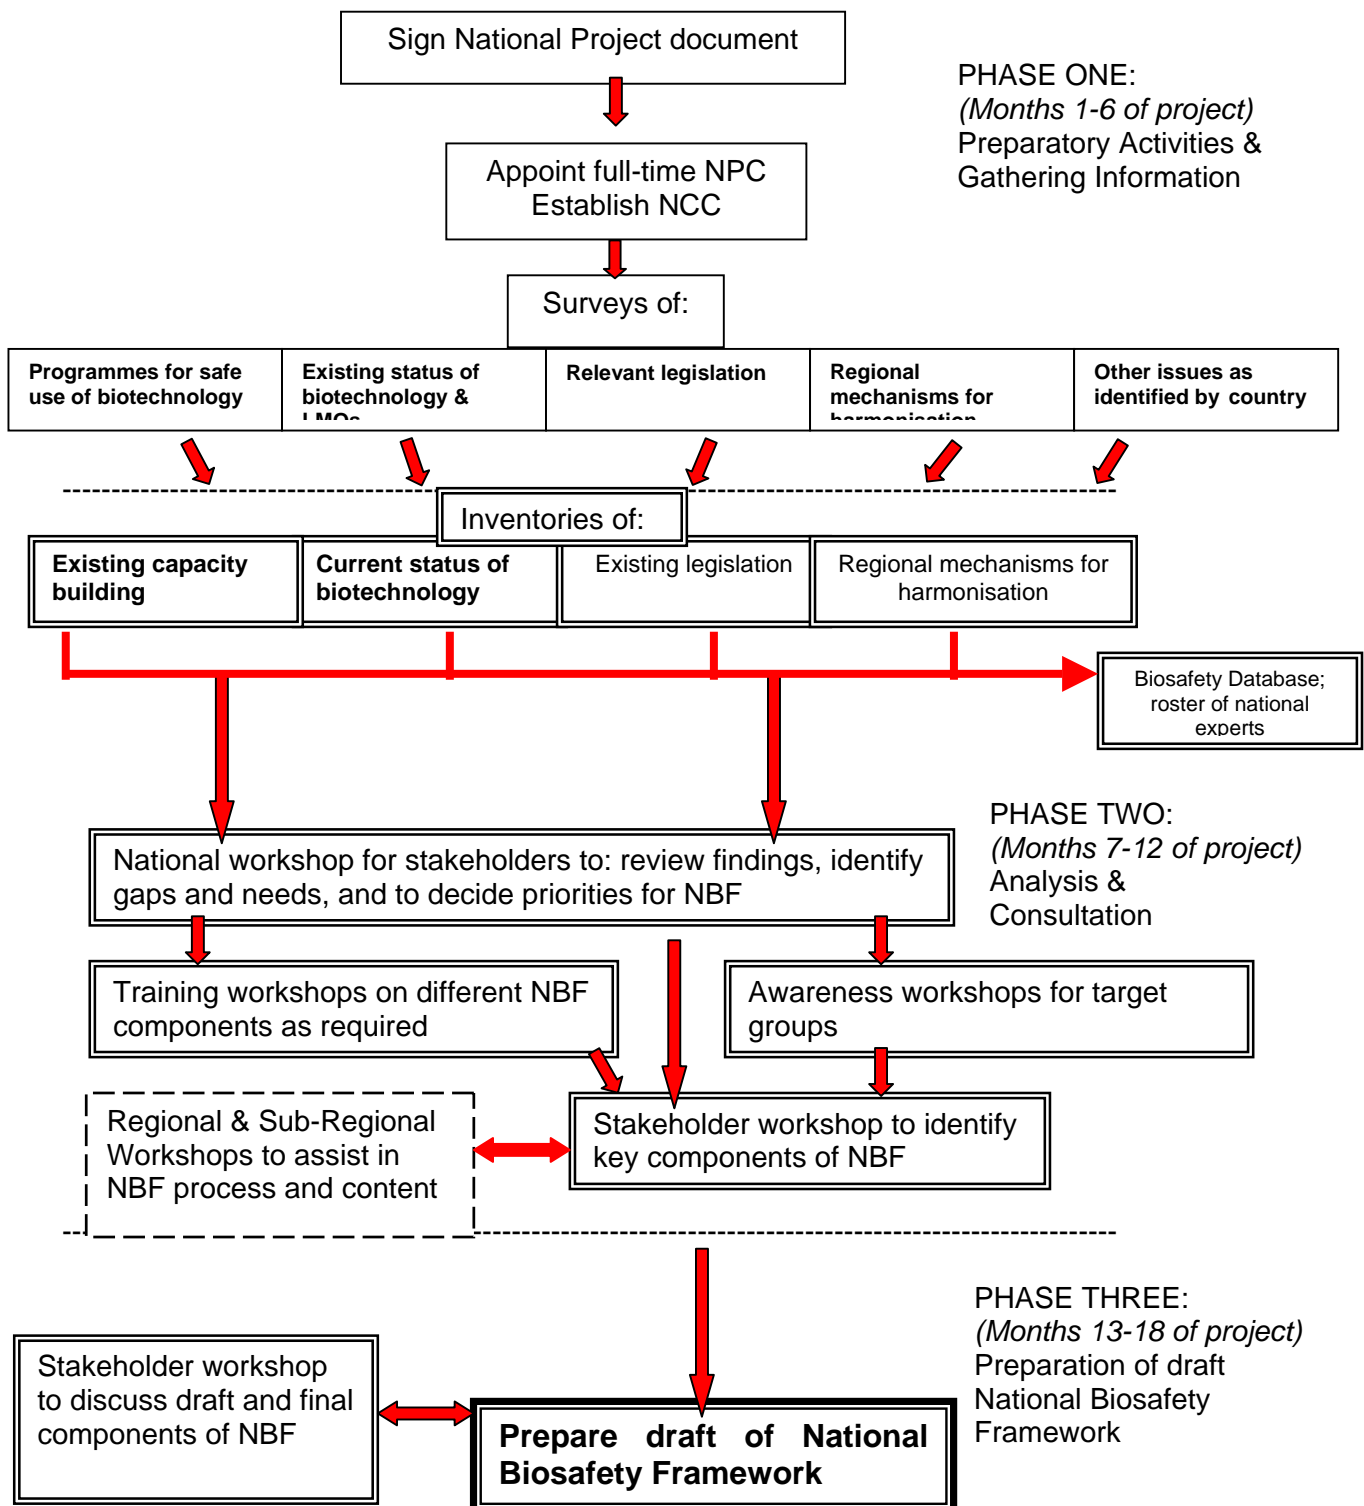 Sign National Project document
PHASE ONE:
(Months 1-6 of project)
Preparatory Activities &
Gathering Information
Appoint full-time NPC
Establish NCC
Surveys of:
Programmes for safe
use of biotechnology
Existing status of
biotechnology &
LMOs
Relevant legislation
Regional
mechanisms for
harmonisation
Other issues as
identified by country
Inventories of:
Existing capacity
building
Current status of
biotechnology
Existing legislation
Regional mechanisms for
harmonisation
Biosafety Database;
roster of national
experts
PHASE TWO:
(Months 7-12 of project)
Analysis &
Consultation
National workshop for stakeholders to: review findings, identify
gaps and needs, and to decide priorities for NBF
Training workshops on different NBF
components as required
Awareness workshops for target
groups
Regional & Sub-Regional
Workshops to assist in
NBF process and content
Stakeholder workshop to identify
key components of NBF
PHASE THREE:
(Months 13-18 of project)
Preparation of draft
National Biosafety
Framework
Stakeholder workshop
to discuss draft and final
components of NBF
Prepare draft of National
Biosafety Framework